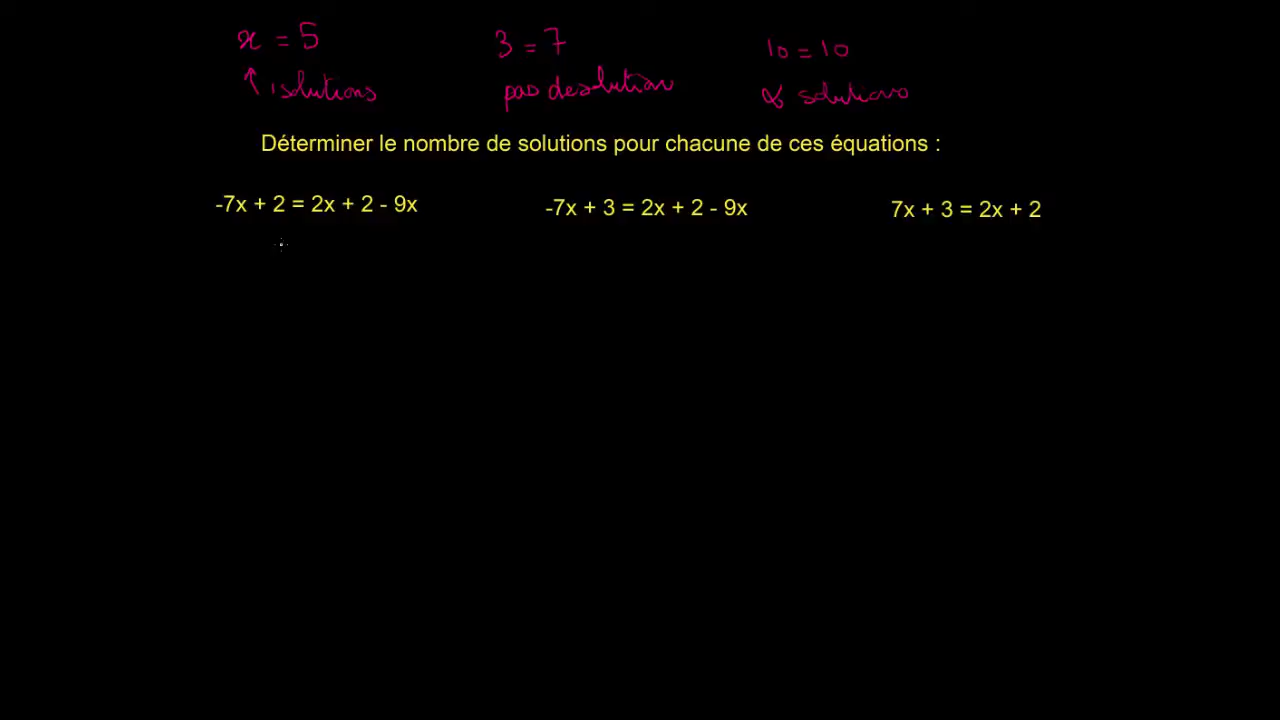 x = 5 3 = 7 10 = 10
↑ 1 solutions pas de solution ∞ solutions
Déterminer le nombre de solutions pour chacune de ces équations :
-7x + 2 = 2x + 2 - 9x -7x + 3 = 2x + 2 - 9x 7x + 3 = 2x + 2